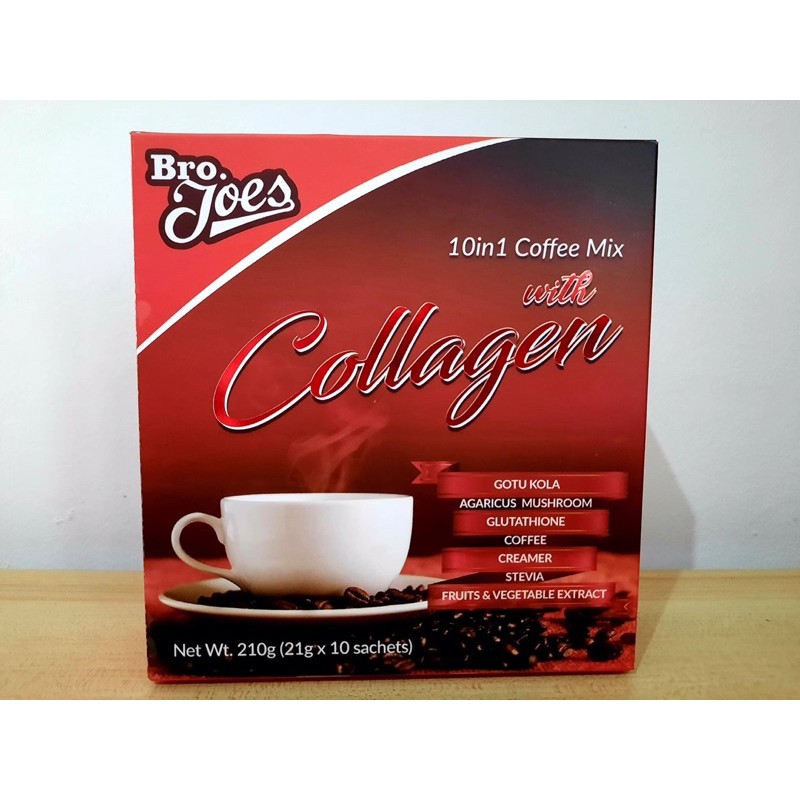 Bro.
Joes
10in1 Coffee Mix
with
Collagen
GOTU KOLA
AGARICUS MUSHROOM
GLUTATHIONE
COFFEE
CREAMER
STEVIA
FRUITS & VEGETABLE EXTRACT
Net Wt. 210g (21g x 10 sachets)